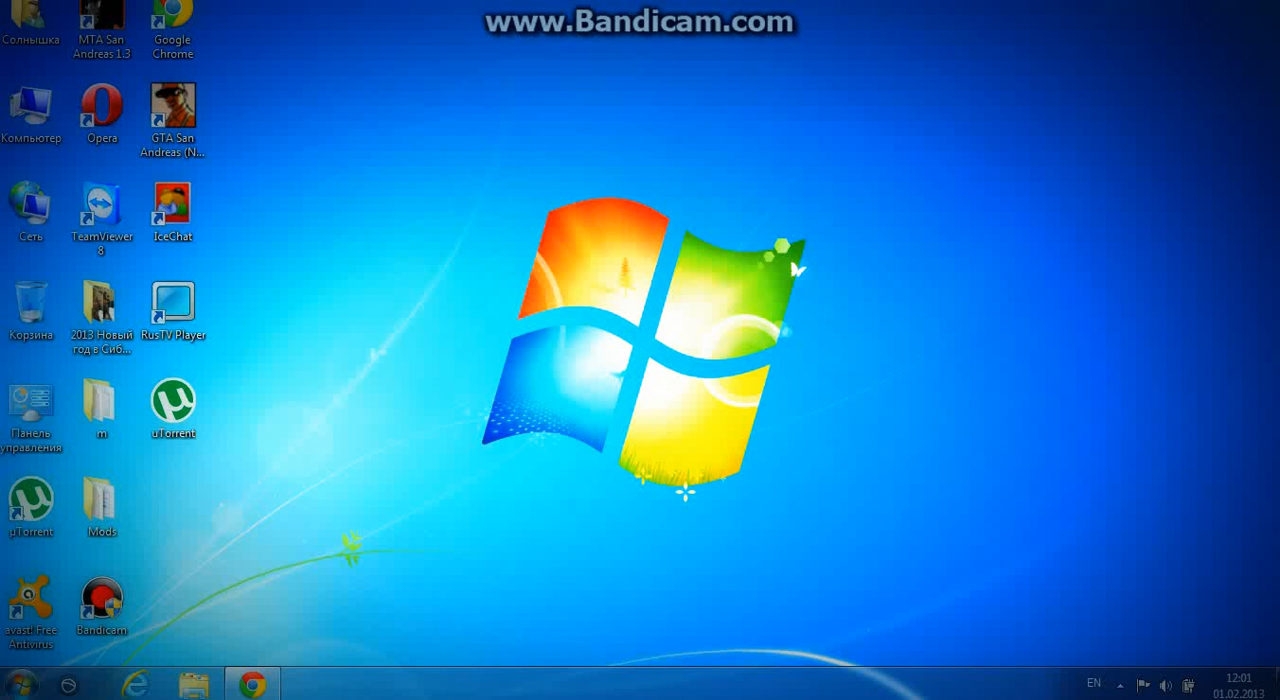 www.Bandicam.com
Солнышка
MTA San
Andreas 1.3
Google
Chrome
Компьютер
Opera
GTA San
Andreas (N...
Сеть
TeamViewer
8
IceChat
Корзина
2013 Новый
год в Сиб...
RusTV Player
Панель
управления
m
uTorrent
µTorrent
Mods
avast! Free
Antivirus
Bandicam
EN
12:01
01.02.2013